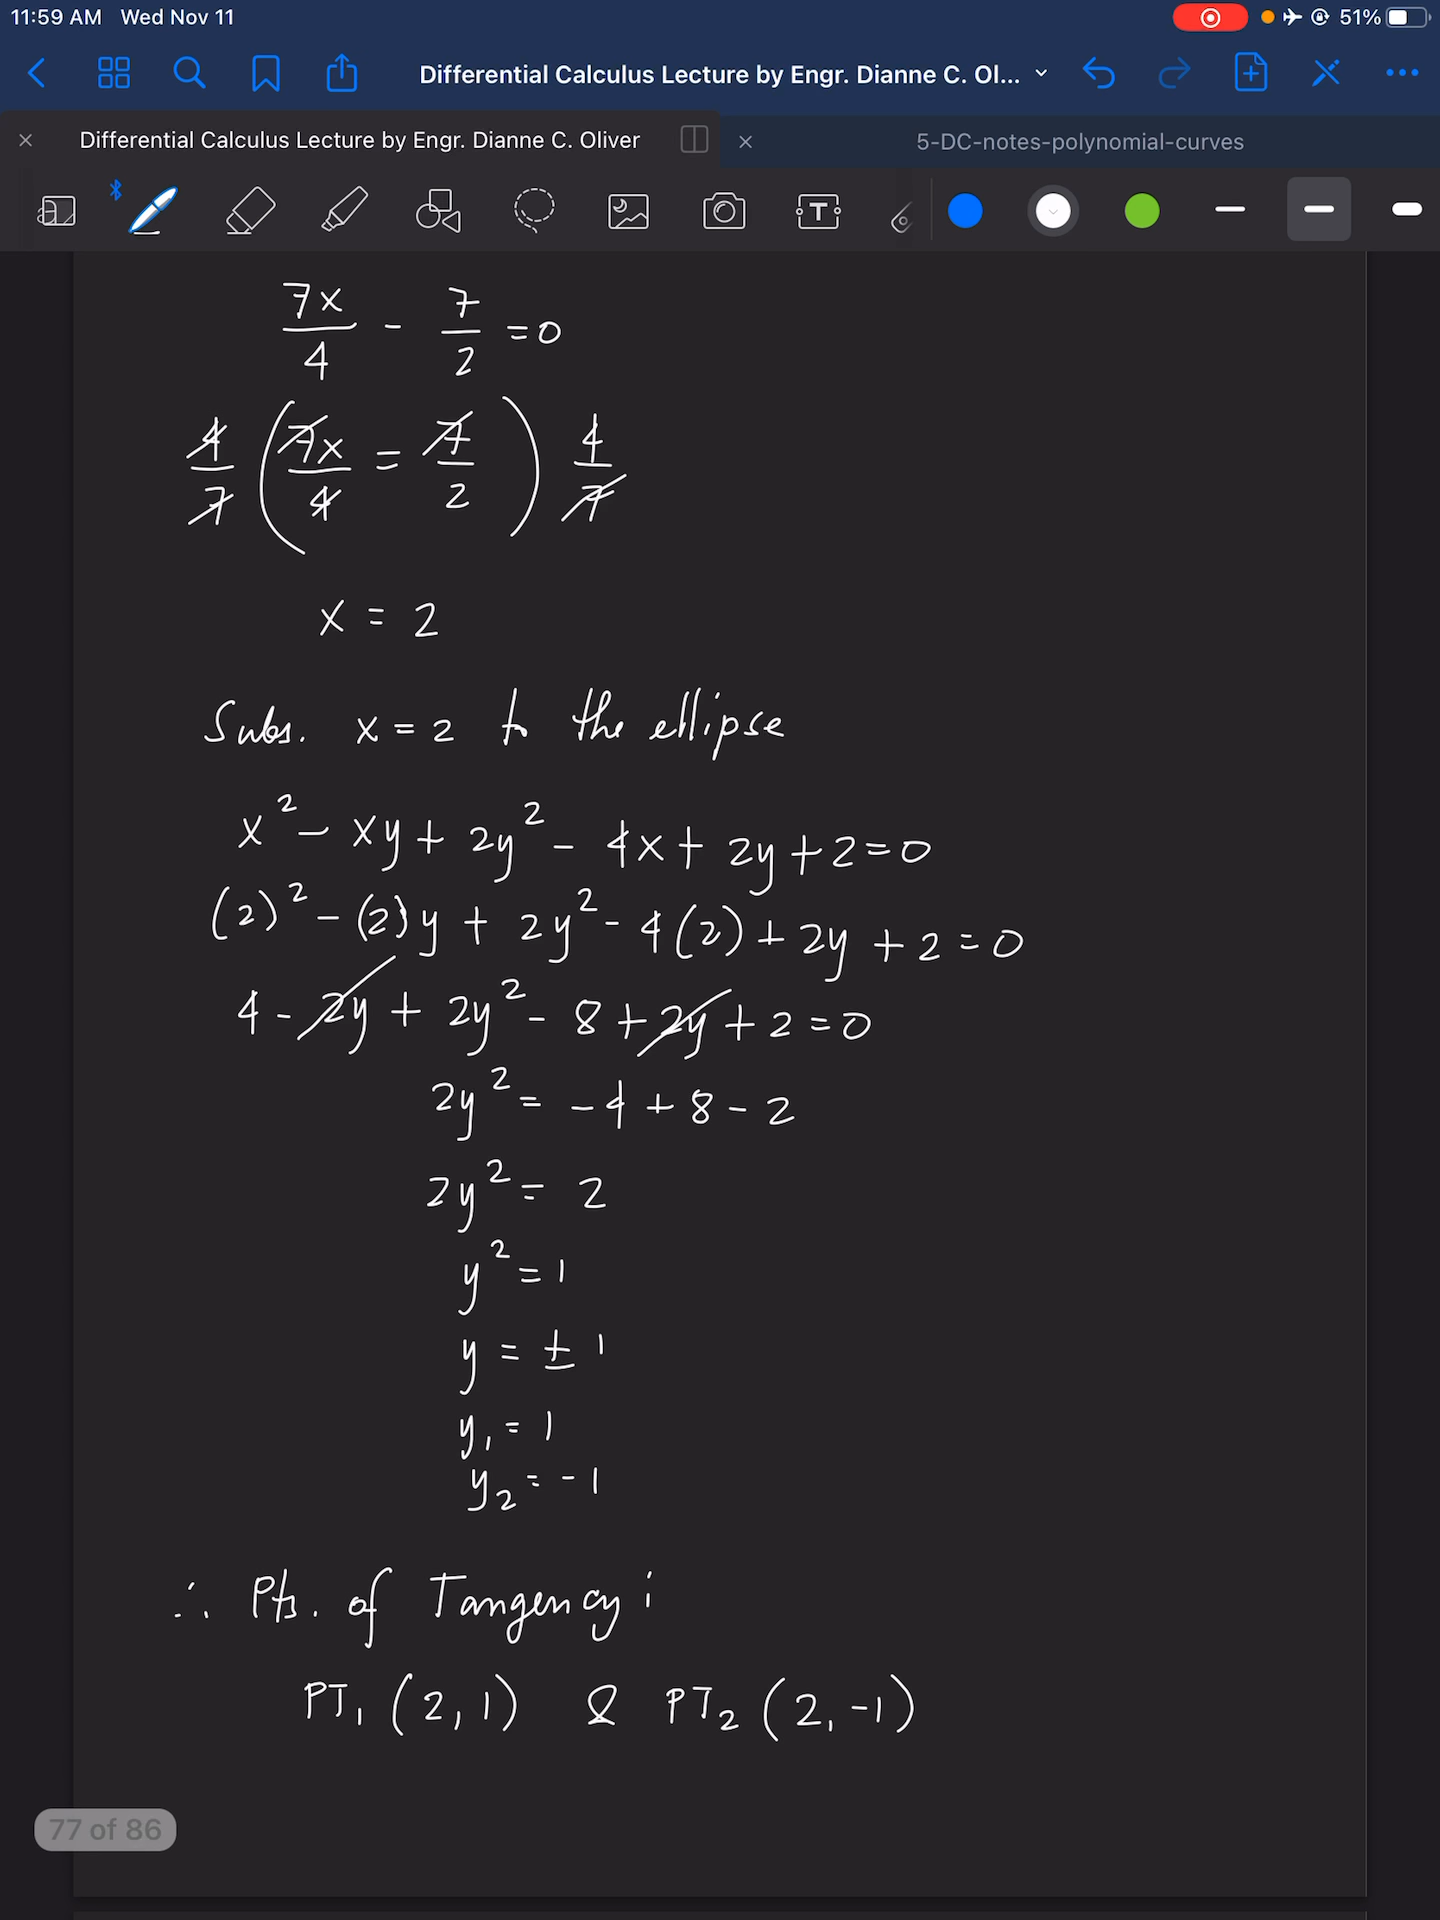 11:59 AM Wed Nov 11 51%
Differential Calculus Lecture by Engr. Dianne C. Ol...
Differential Calculus Lecture by Engr. Dianne C. Oliver
5-DC-notes-polynomial-curves
7x/4 - 7/2 = 0
4/7 (7x/4 = 7/2) 4/7
x = 2
Subs. x = 2 to the ellipse
x² - xy + 2y² - 4x + 2y + 2 = 0
(2)² - (2)y + 2y² - 4(2) + 2y + 2 = 0
4 - 2y + 2y² - 8 + 2y + 2 = 0
2y² = -4 + 8 - 2
2y² = 2
y² = 1
y = ± 1
y₁ = 1
y₂ = -1
∴ Pts. of Tangency :
PT₁ (2, 1) & PT₂ (2, -1)
77 of 86